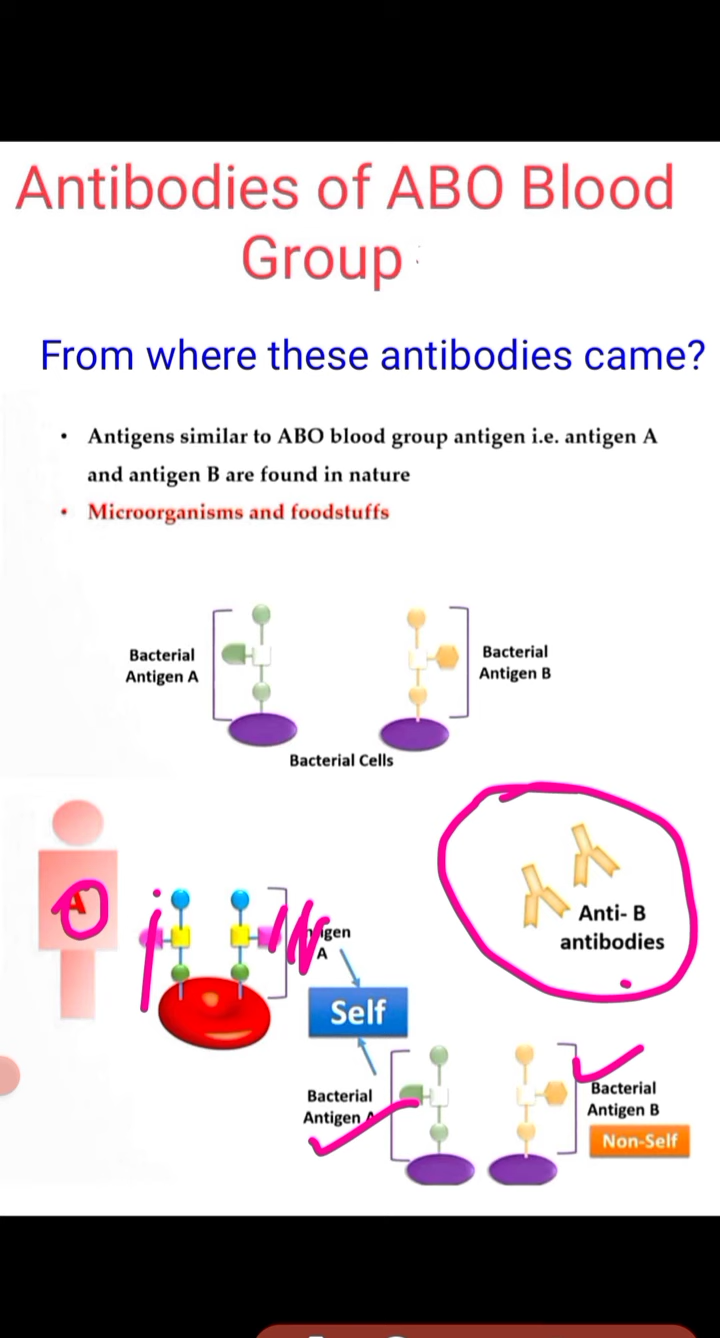 Antibodies of ABO Blood
Group
From where these antibodies came?
• Antigens similar to ABO blood group antigen i.e. antigen A
and antigen B are found in nature
• Microorganisms and foodstuffs
Bacterial
Antigen A
Bacterial
Antigen B
Bacterial Cells
A
A
Self
Anti- B
antibodies
Bacterial
Antigen A
Bacterial
Antigen B
Non-Self